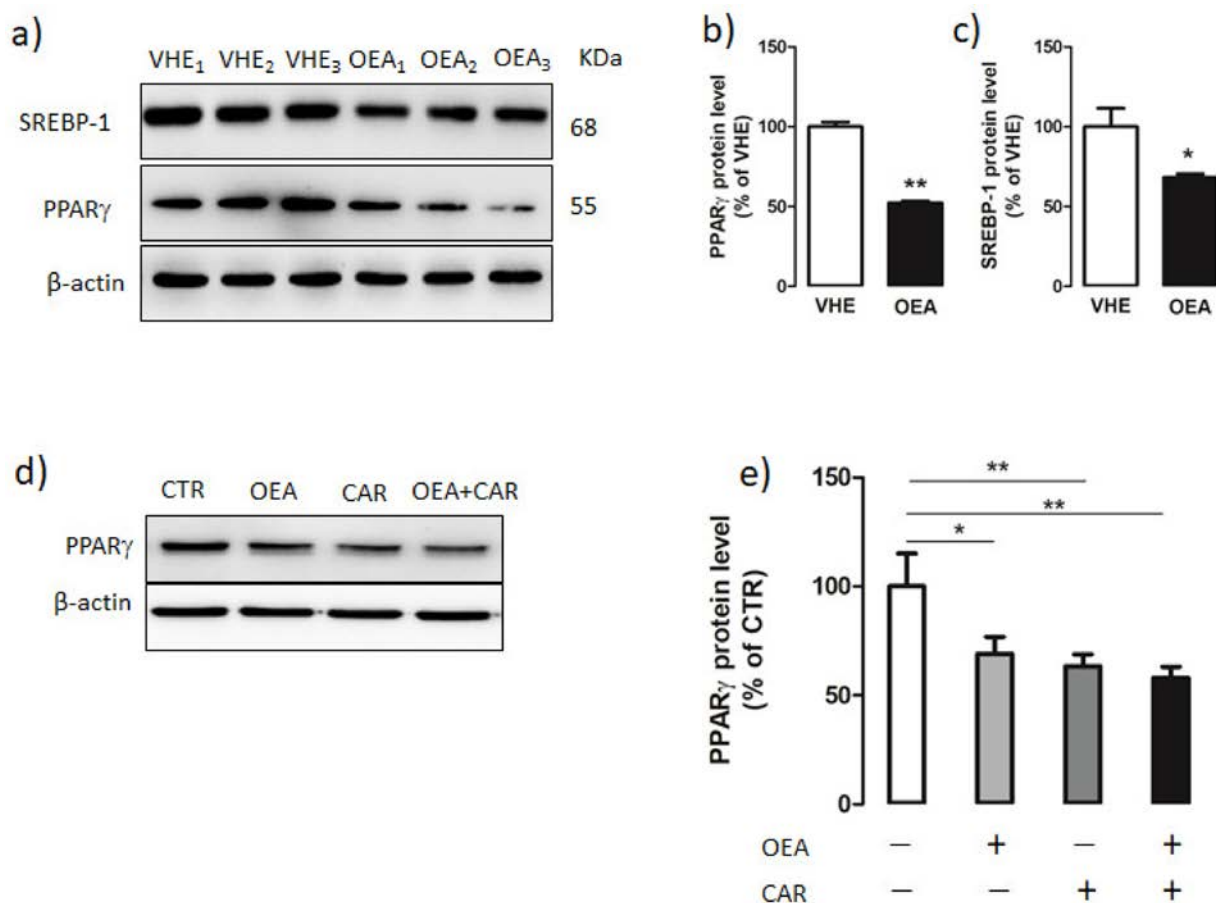 a)
VHE₁ VHE₂ VHE₃ OEA₁ OEA₂ OEA₃ KDa
SREBP-1 68
PPARγ 55
β-actin
b)
PPARγ protein level
(% of VHE)
150
100
50
0
**
VHE OEA
c)
SREBP-1 protein level
(% of VHE)
150
100
50
0
*
VHE OEA
d)
CTR OEA CAR OEA+CAR
PPARγ
β-actin
e)
PPARγ protein level
(% of CTR)
150
100
50
0
**
**
*
OEA − + − +
CAR − − + +